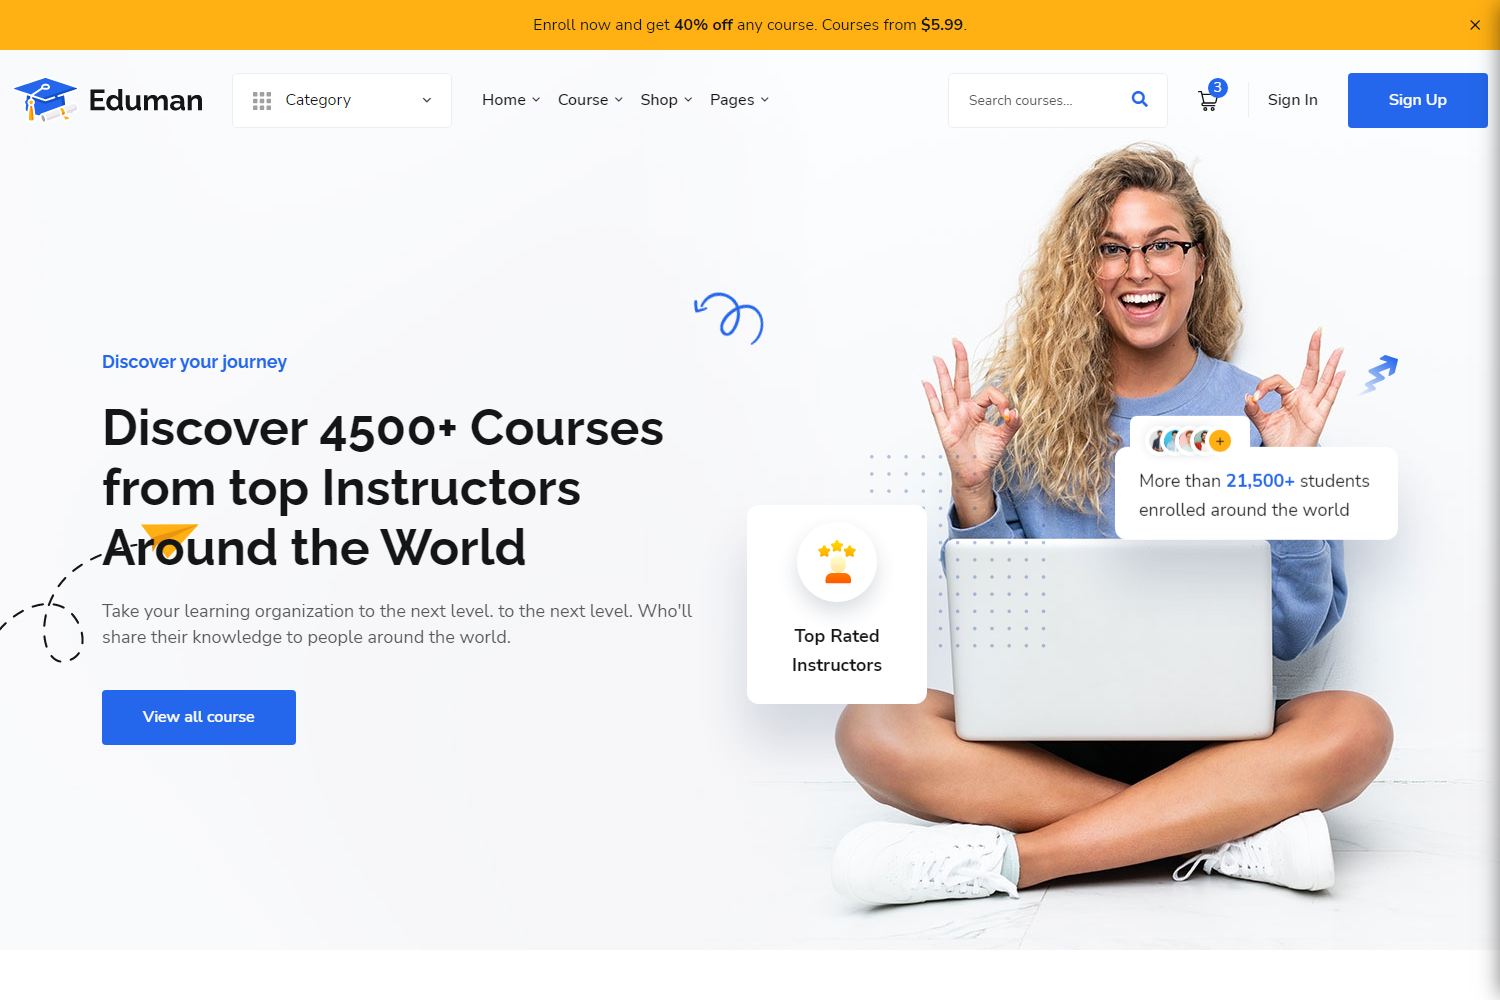 Enroll now and get 40% off any course. Courses from $5.99.
Eduman
Category
Home
Course
Shop
Pages
Search courses...
3
Sign In
Sign Up
Discover your journey
Discover 4500+ Courses
from top Instructors
Around the World
Take your learning organization to the next level. to the next level. Who'll
share their knowledge to people around the world.
View all course
More than 21,500+ students
enrolled around the world
Top Rated
Instructors